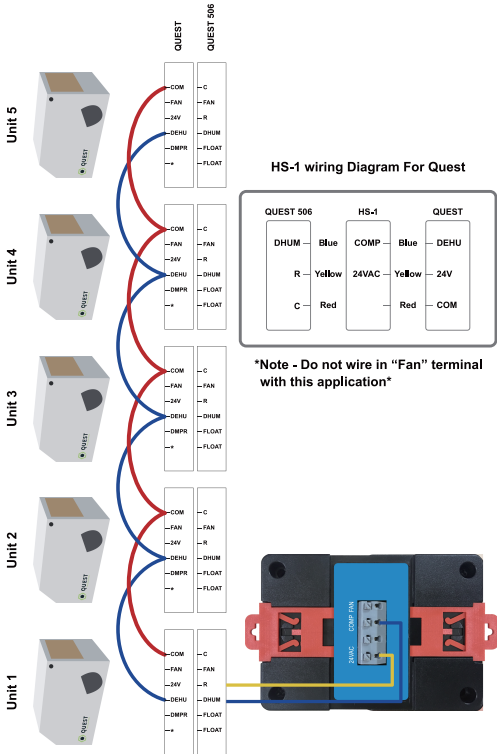 QUEST
QUEST 506
Unit 5
QUEST
COM
FAN
24V
DEHU
DMPR
*
C
FAN
R
DHUM
FLOAT
FLOAT
Unit 4
QUEST
COM
FAN
24V
DEHU
DMPR
*
C
FAN
R
DHUM
FLOAT
FLOAT
Unit 3
QUEST
COM
FAN
24V
DEHU
DMPR
*
C
FAN
R
DHUM
FLOAT
FLOAT
Unit 2
QUEST
COM
FAN
24V
DEHU
DMPR
*
C
FAN
R
DHUM
FLOAT
FLOAT
Unit 1
QUEST
COM
FAN
24V
DEHU
DMPR
*
C
FAN
R
DHUM
FLOAT
FLOAT
HS-1 wiring Diagram For Quest
QUEST 506 HS-1 QUEST
DHUM Blue COMP Blue DEHU
R Yellow 24VAC Yellow 24V
C Red Red COM
*Note - Do not wire in “Fan” terminal
with this application*
24VAC COMP FAN